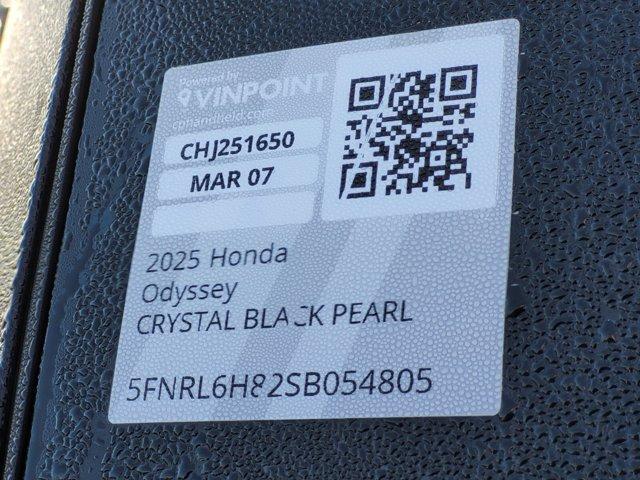 Powered by
VINPOINT
CHJ251650
MAR 07
2025 Honda
Odyssey
CRYSTAL BLACK PEARL
5FNRL6H82SB054805